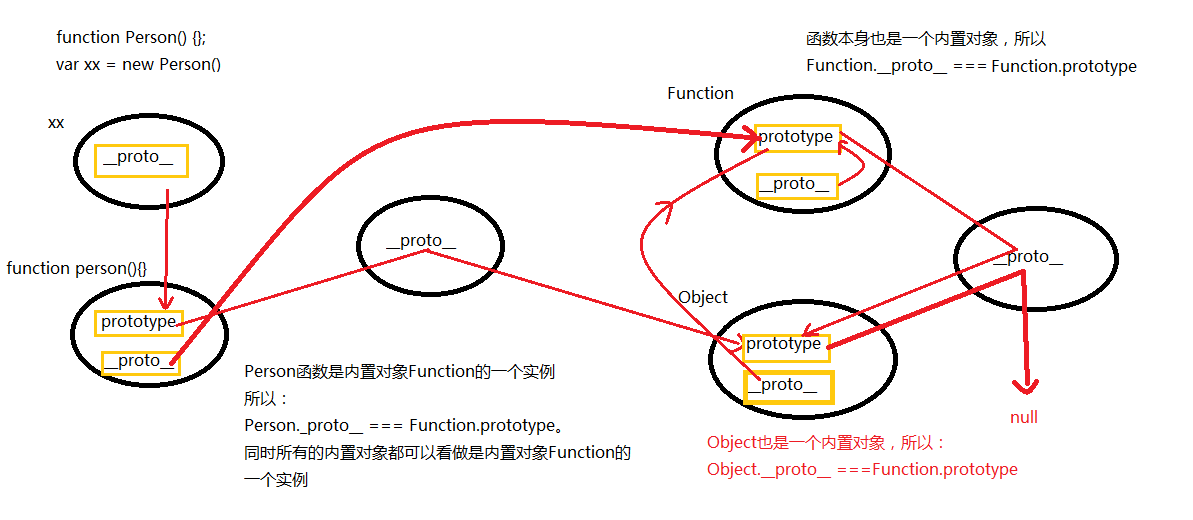 function Person() {};
var xx = new Person()
函数本身也是一个内置对象，所以
Function.__proto__ === Function.prototype
Function
xx
prototype
__proto__
__proto__
__proto__
__proto__
function person(){}
Object
prototype
__proto__
prototype
__proto__
null
Person函数是内置对象Function的一个实例
所以：
Person._proto__ === Function.prototype。
同时所有的内置对象都可以看做是内置对象Function的
一个实例
Object也是一个内置对象，所以：
Object.__proto__ ===Function.prototype